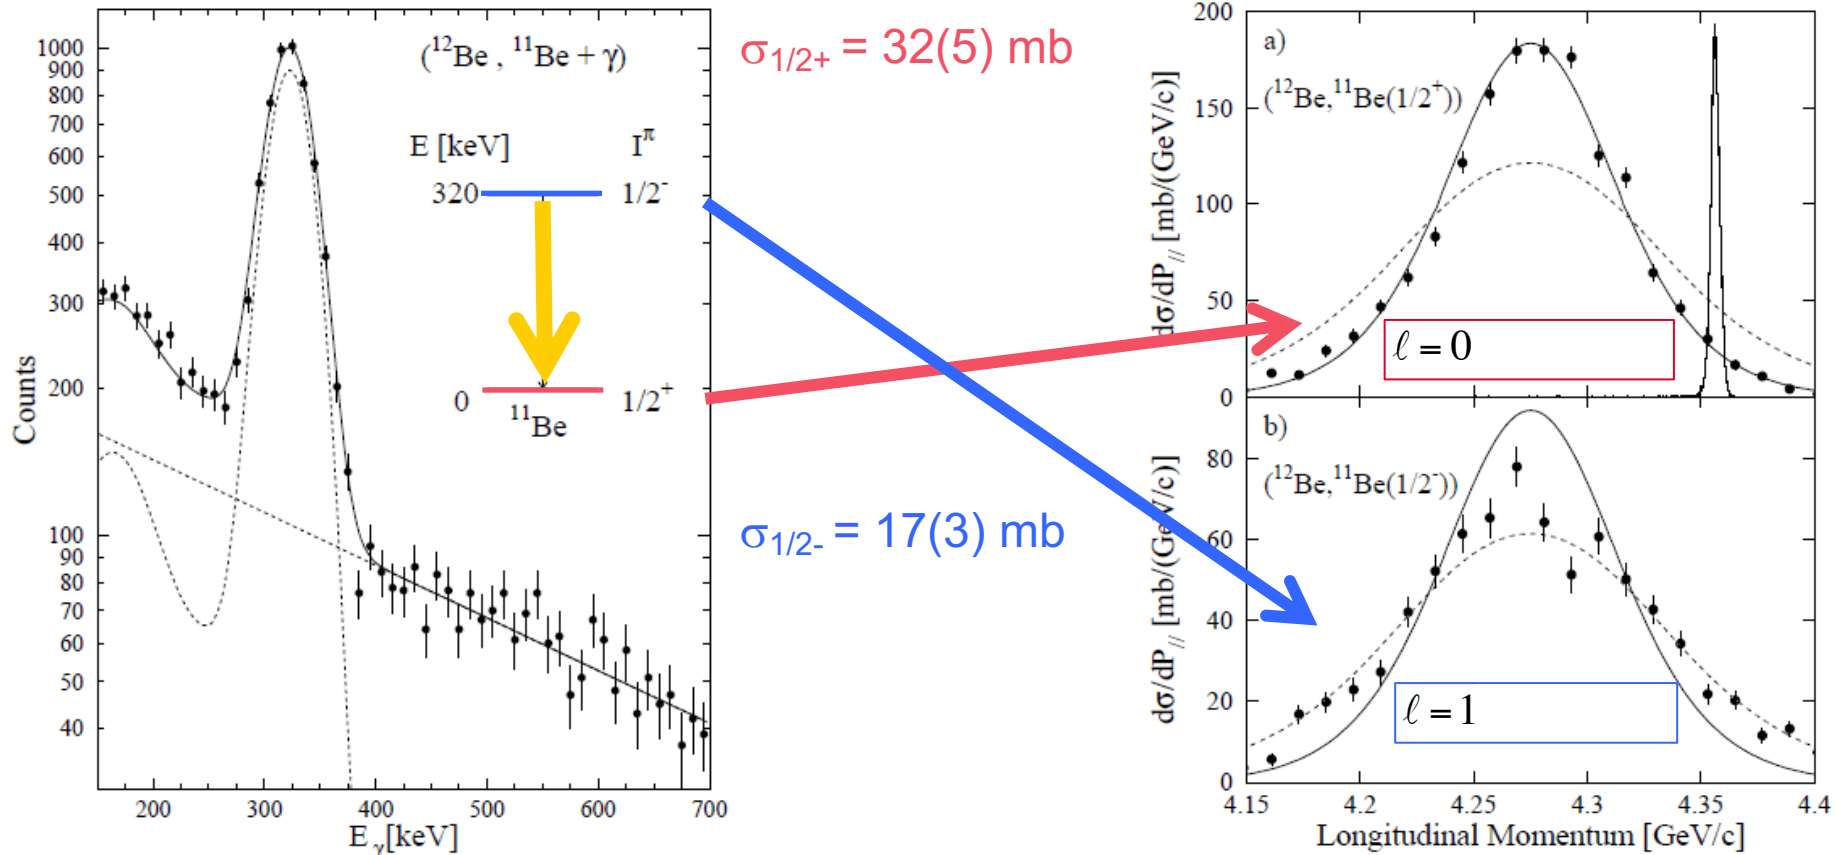 1000
900
800
700
600
500
400
300
200
100
90
80
70
60
50
40
Counts
(¹²Be , ¹¹Be + γ)
E [keV] I^π
320 1/2⁻
0 1/2⁺
¹¹Be
200 300 400 500 600 700
E_γ[keV]
σ1/2+ = 32(5) mb
σ1/2- = 17(3) mb
200
150
100
50
0
dσ/dP// [mb/(GeV/c)]
a)
(¹²Be,¹¹Be(1/2⁺))
ℓ = 0
80
60
40
20
0
dσ/dP// [mb/(GeV/c)]
b)
(¹²Be,¹¹Be(1/2⁻))
ℓ = 1
4.15 4.2 4.25 4.3 4.35 4.4
Longitudinal Momentum [GeV/c]